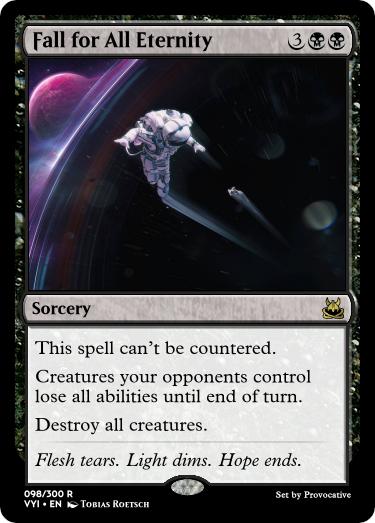 Fall for All Eternity 3
Sorcery
This spell can't be countered.
Creatures your opponents control
lose all abilities until end of turn.
Destroy all creatures.
Flesh tears. Light dims. Hope ends.
098/300 R
VYI • EN Tobias Roetsch
Set by Provocative